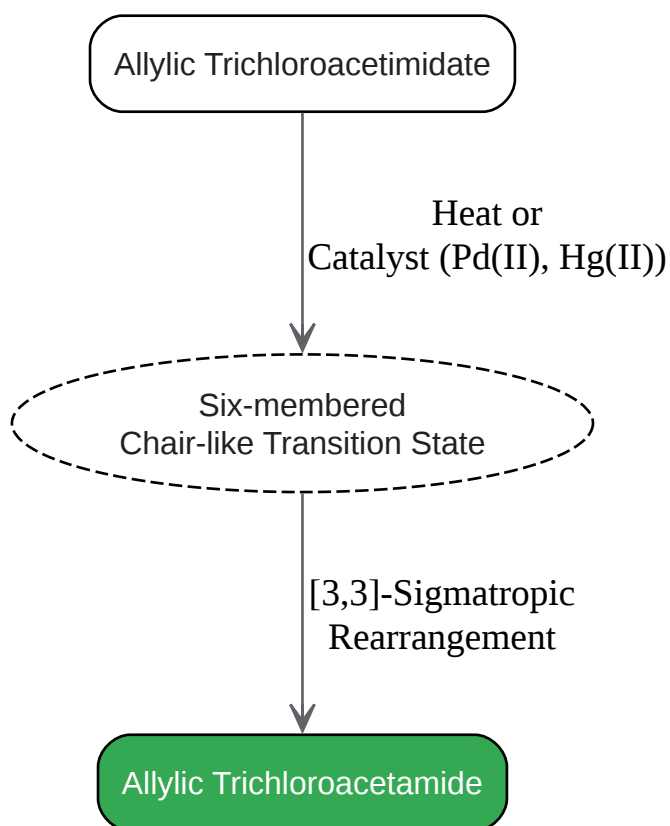 Allylic Trichloroacetimidate
Heat or
Catalyst (Pd(II), Hg(II))
Six-membered
Chair-like Transition State
[3,3]-Sigmatropic
Rearrangement
Allylic Trichloroacetamide